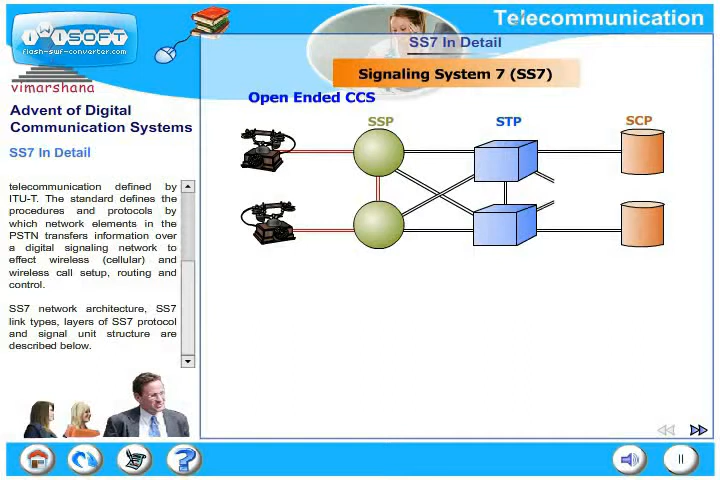 Telecommunication
iWiSOFT
flash-swf-converter.com
SS7 In Detail
Signaling System 7 (SS7)
vimarshana
Open Ended CCS
Advent of Digital
Communication Systems
SSP
STP
SCP
SS7 In Detail
telecommunication defined by
ITU-T. The standard defines the
procedures and protocols by
which network elements in the
PSTN transfers information over
a digital signaling network to
effect wireless (cellular) and
wireless call setup, routing and
control.
SS7 network architecture, SS7
link types, layers of SS7 protocol
and signal unit structure are
described below.